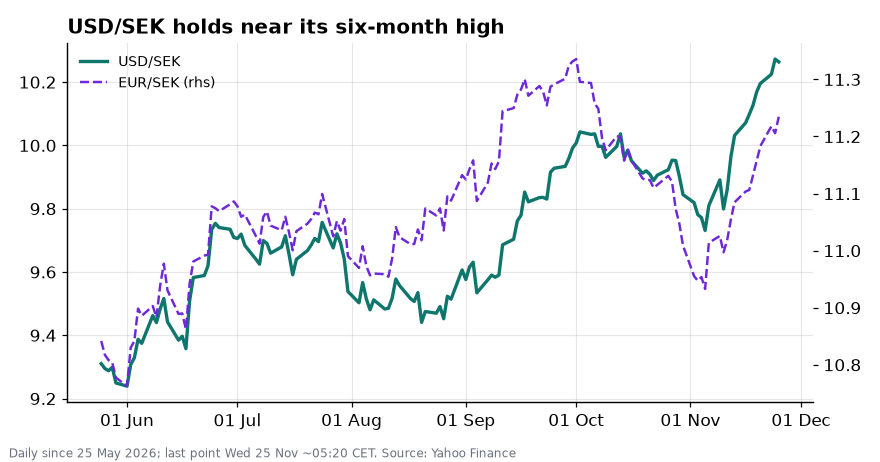 USD/SEK holds near its six-month high
USD/SEK
EUR/SEK (rhs)
10.2
10.0
9.8
9.6
9.4
9.2
11.3
11.2
11.1
11.0
10.9
10.8
01 Jun
01 Jul
01 Aug
01 Sep
01 Oct
01 Nov
01 Dec
Daily since 25 May 2026; last point Wed 25 Nov ~05:20 CET. Source: Yahoo Finance